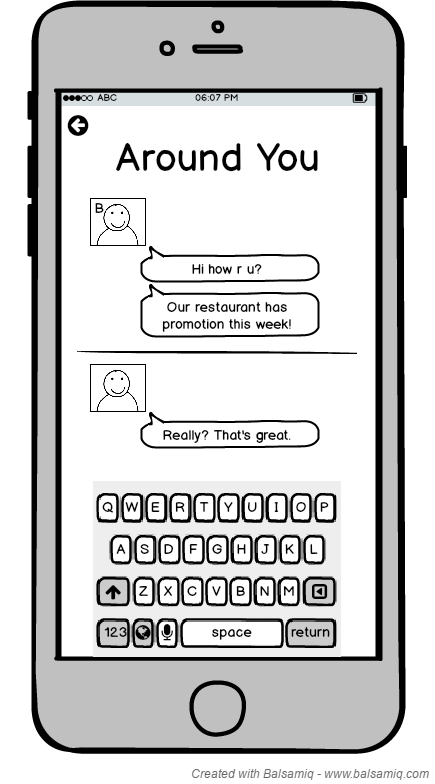 ABC 06:07 PM
Around You
B
Hi how r u?
Our restaurant has
promotion this week!
Really? That's great.
Q W E R T Y U I O P
A S D F G H J K L
Z X C V B N M
123 space return
Created with Balsamiq - www.balsamiq.com